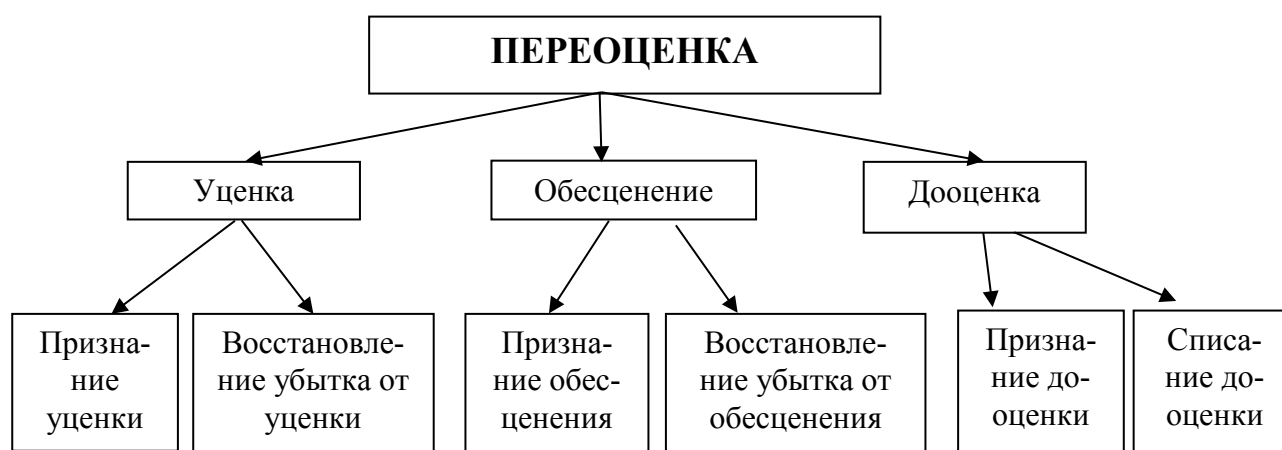 ПЕРЕОЦЕНКА
Уценка
Обесценение
Дооценка
Призна-
ние
уценки
Восстановле-
ние убытка от
уценки
Призна-
ние обес-
ценения
Восстановле-
ние убытка от
обесценения
Призна-
ние до-
оценки
Списа-
ние до-
оценки